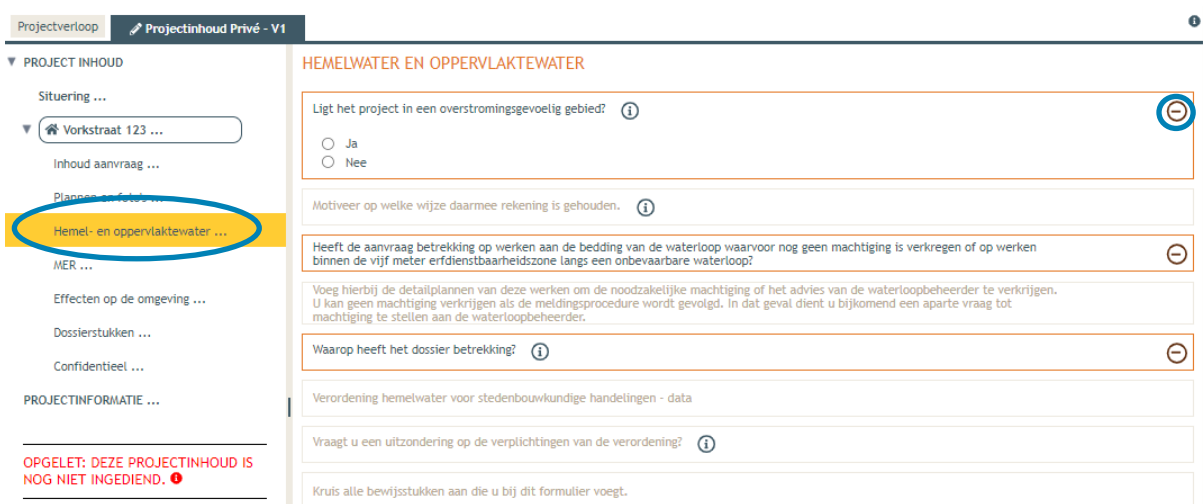 Projectverloop
Projectinhoud Privé - V1
PROJECT INHOUD
Situering ...
Vorkstraat 123 ...
Inhoud aanvraag ...
Plannen en foto's ...
Hemel- en oppervlaktewater ...
MER ...
Effecten op de omgeving ...
Dossierstukken ...
Confidentieel ...
PROJECTINFORMATIE ...
OPGELET: DEZE PROJECTINHOUD IS
NOG NIET INGEDIEND.
HEMELWATER EN OPPERVLAKTEWATER
Ligt het project in een overstromingsgevoelig gebied?
Ja
Nee
Motiveer op welke wijze daarmee rekening is gehouden.
Heeft de aanvraag betrekking op werken aan de bedding van de waterloop waarvoor nog geen machtiging is verkregen of op werken
binnen de vijf meter erfdienstbaarheidszone langs een onbevaarbare waterloop?
Voeg hierbij de detailplannen van deze werken om de noodzakelijke machtiging of het advies van de waterloopbeheerder te verkrijgen.
U kan geen machtiging verkrijgen als de meldingsprocedure wordt gevolgd. In dat geval dient u bijkomend een aparte vraag tot
machtiging te stellen aan de waterloopbeheerder.
Waarop heeft het dossier betrekking?
Verordening hemelwater voor stedenbouwkundige handelingen - data
Vraagt u een uitzondering op de verplichtingen van de verordening?
Kruis alle bewijsstukken aan die u bij dit formulier voegt.